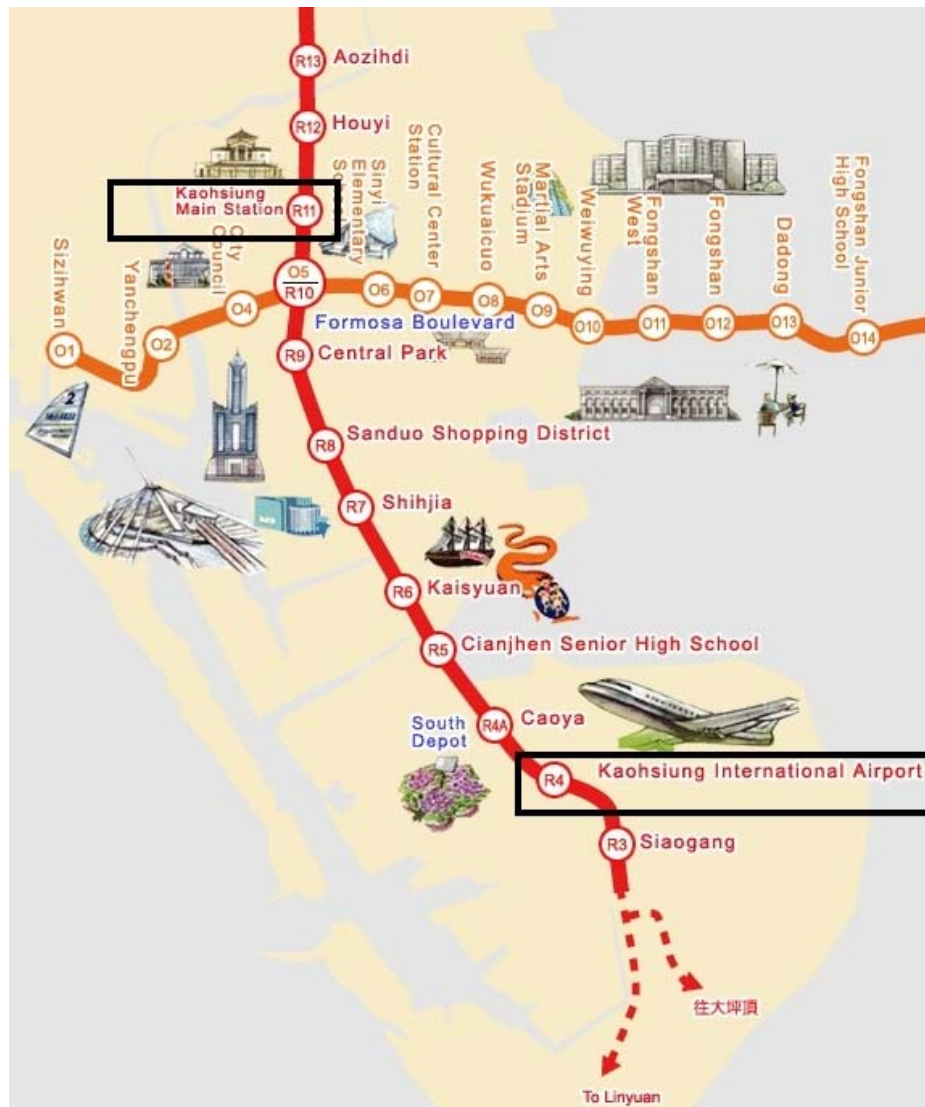 R13 Aozihdi
R12 Houyi
Kaohsiung
Main Station R11
Sizihwan
Yanchengpu
City
Council
Sinyi
Elementary
Cultural Center
Station
Wukuaicuo
Martial Arts
Stadium
Weiwuying
Fongshan
West
Fongshan
Dadong
Fongshan Junior
High School
O1
O2
O4
O5
R10
O6
O7
O8
O9
O10
O11
O12
O13
O14
Formosa Boulevard
R9 Central Park
2
R8 Sanduo Shopping District
R7 Shihjia
R6 Kaisyuan
R5 Cianjhen Senior High School
R4A Caoya
South
Depot
R4 Kaohsiung International Airport
R3 Siaogang
往大坪頂
To Linyuan